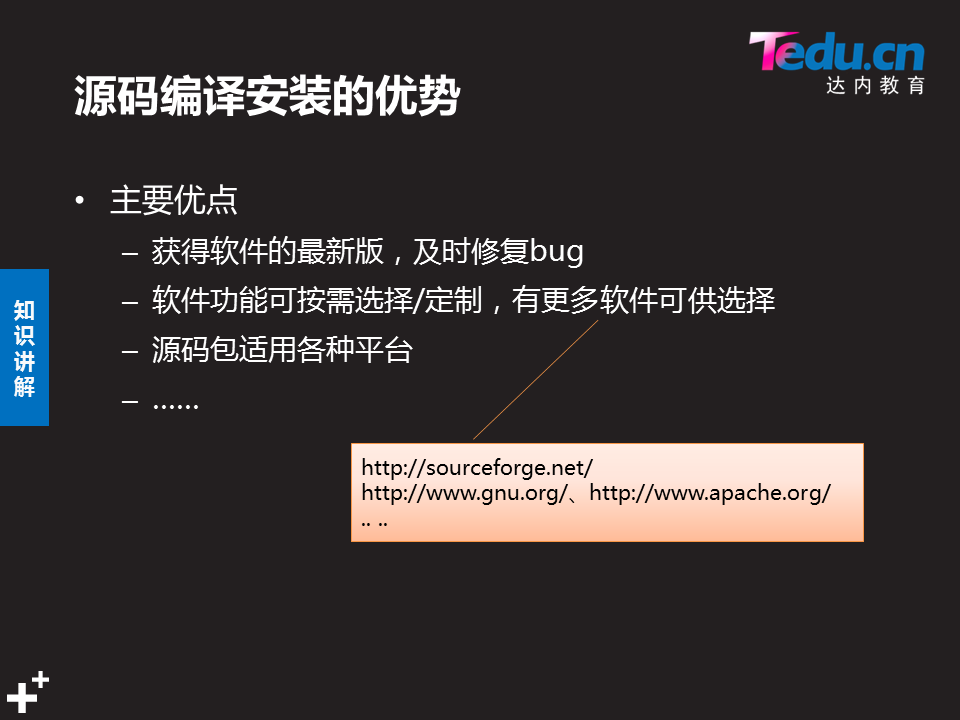 Tedu.cn
达内教育
源码编译安装的优势
• 主要优点
– 获得软件的最新版，及时修复bug
– 软件功能可按需选择/定制，有更多软件可供选择
– 源码包适用各种平台
– ……
知识讲解
http://sourceforge.net/
http://www.gnu.org/、http://www.apache.org/
.. ..